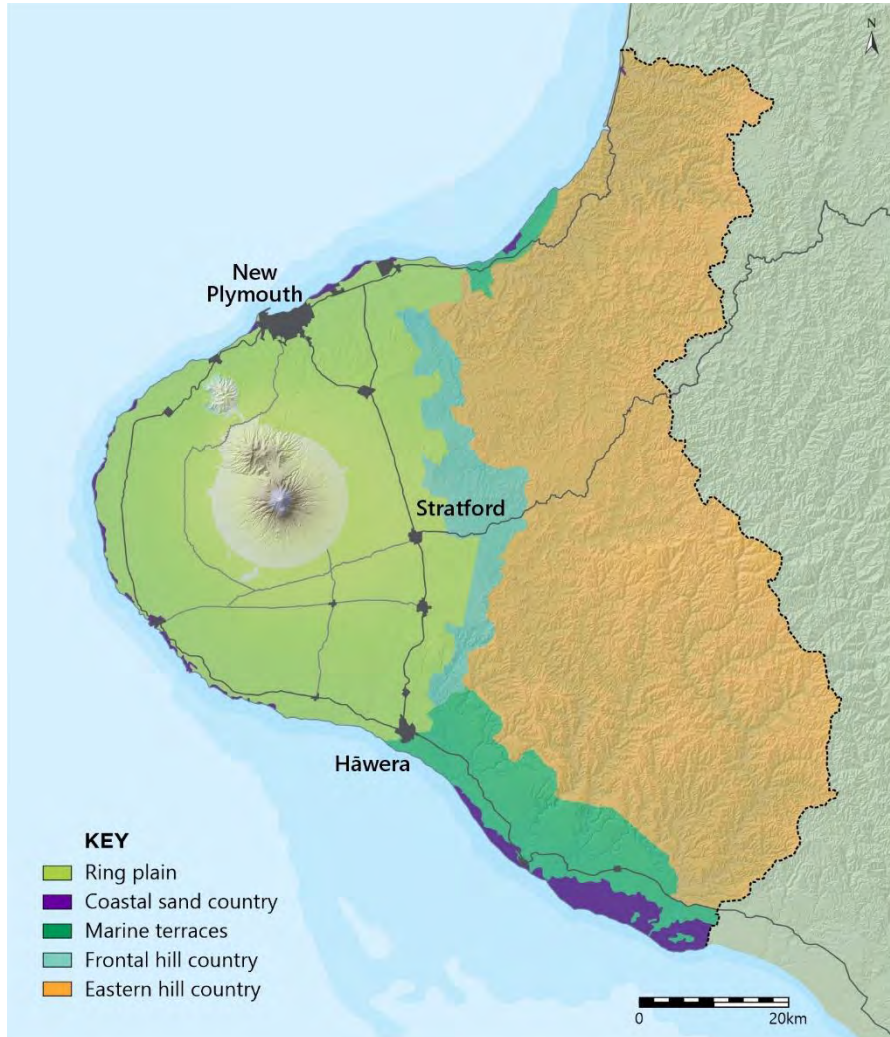 N
New
Plymouth
Stratford
Hāwera
KEY
Ring plain
Coastal sand country
Marine terraces
Frontal hill country
Eastern hill country
0 20km